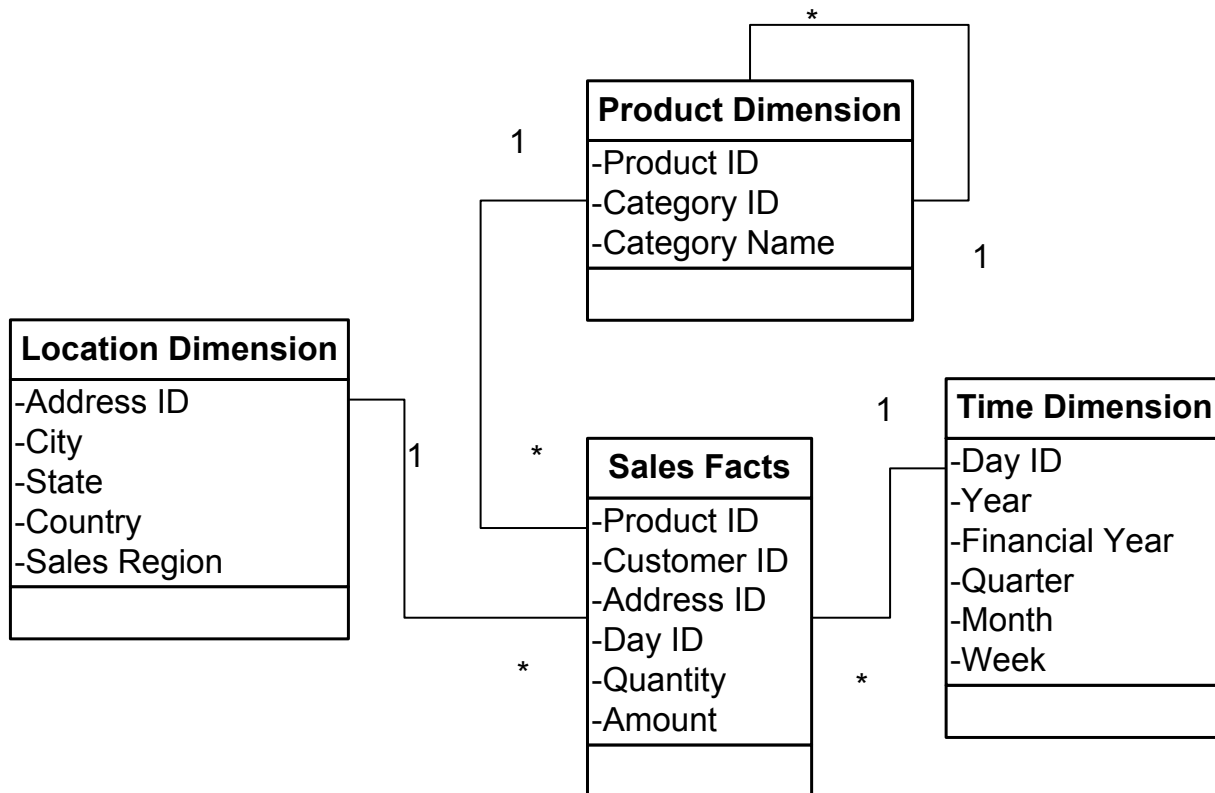 *
Product Dimension
1
-Product ID
-Category ID
-Category Name
1
Location Dimension
-Address ID
-City
-State
-Country
-Sales Region
1
*
*
Sales Facts
-Product ID
-Customer ID
-Address ID
-Day ID
-Quantity
-Amount
1
*
Time Dimension
-Day ID
-Year
-Financial Year
-Quarter
-Month
-Week